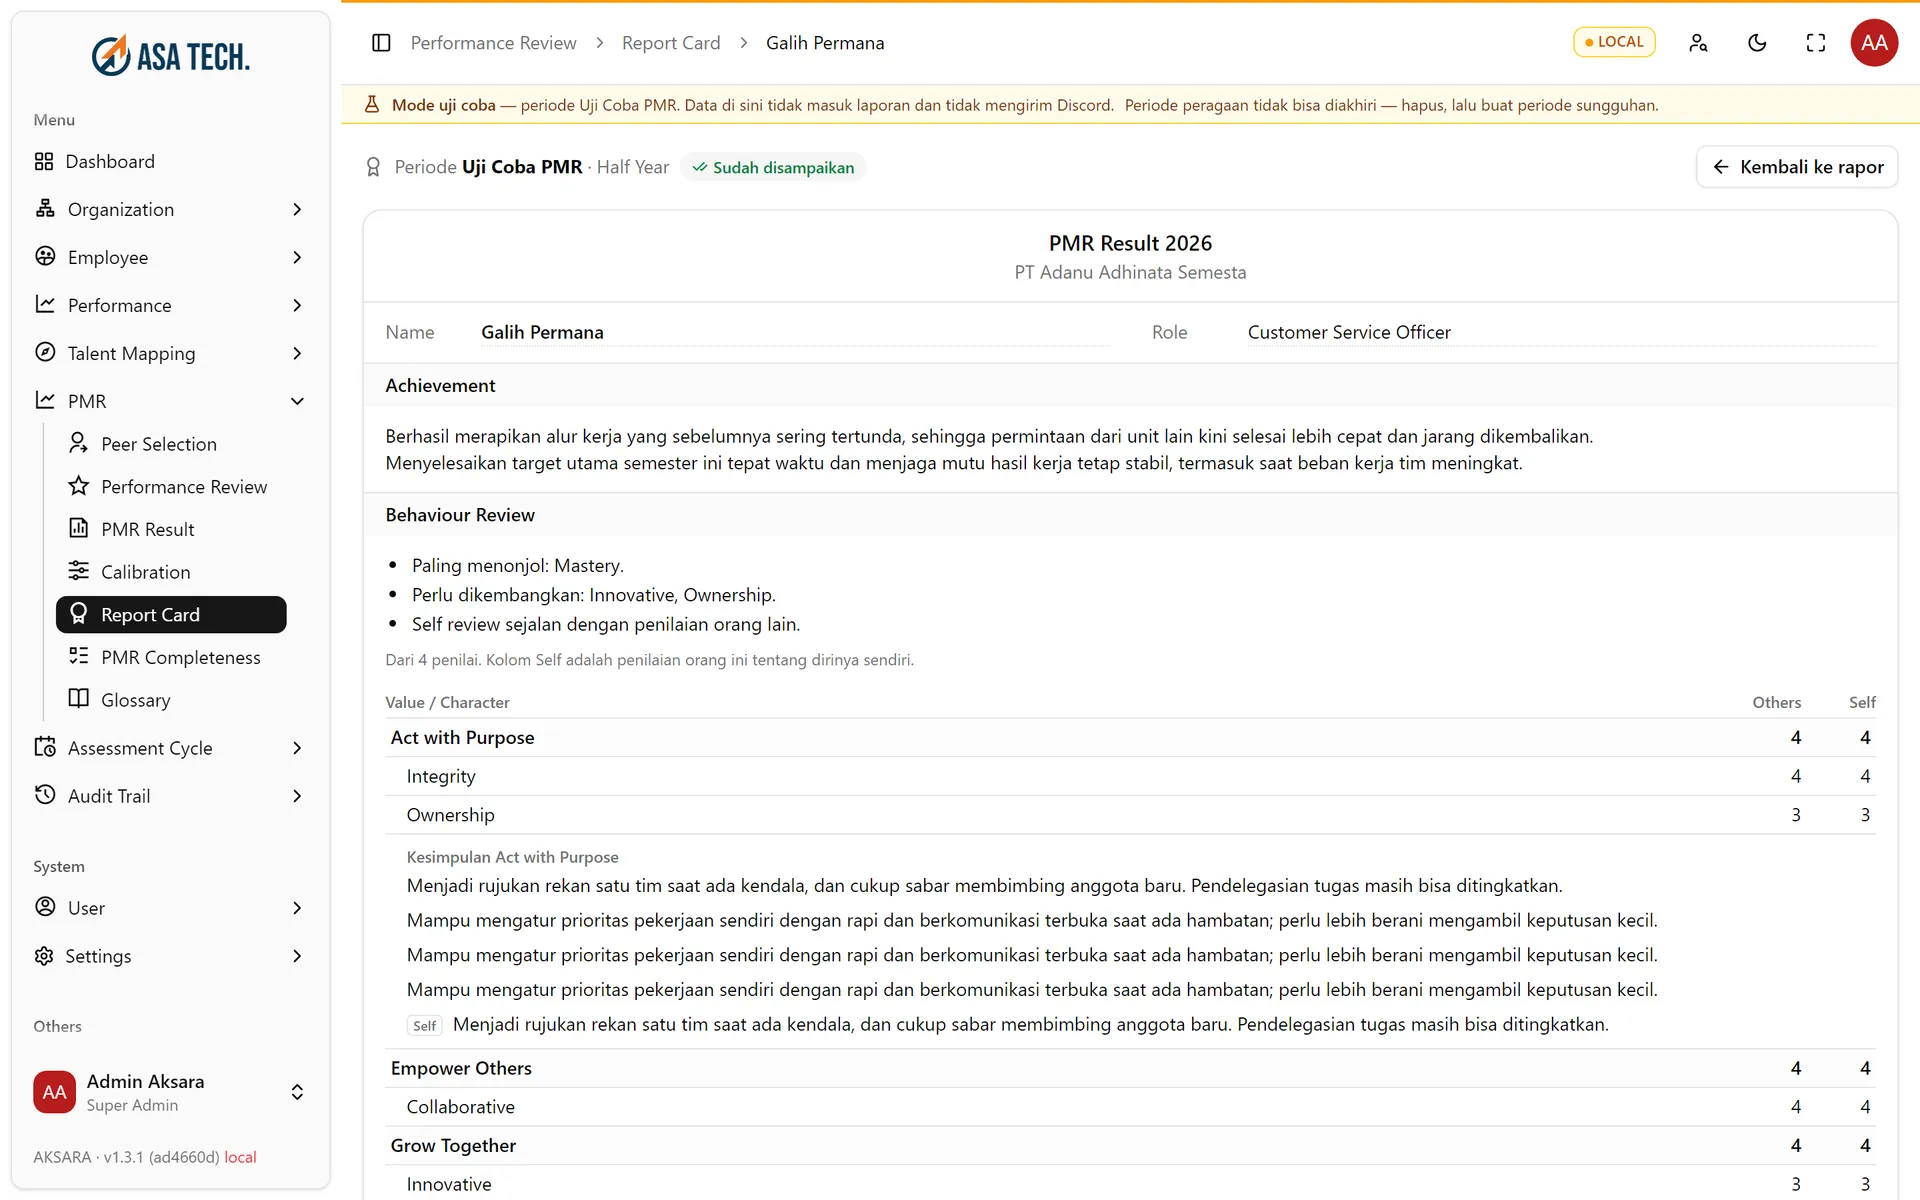 ASA TECH.
Menu
Dashboard
Organization
Employee
Performance
Talent Mapping
PMR
Peer Selection
Performance Review
PMR Result
Calibration
Report Card
PMR Completeness
Glossary
Assessment Cycle
Audit Trail
System
User
Settings
Others
AA
Admin Aksara
Super Admin
AKSARA · v1.3.1 (ad4660d) local
Performance Review > Report Card > Galih Permana
LOCAL
AA
Mode uji coba — periode Uji Coba PMR. Data di sini tidak masuk laporan dan tidak mengirim Discord. Periode peragaan tidak bisa diakhiri — hapus, lalu buat periode sungguhan.
Periode Uji Coba PMR · Half Year
Sudah disampaikan
Kembali ke rapor
PMR Result 2026
PT Adanu Adhinata Semesta
Name Galih Permana Role Customer Service Officer
Achievement
Berhasil merapikan alur kerja yang sebelumnya sering tertunda, sehingga permintaan dari unit lain kini selesai lebih cepat dan jarang dikembalikan.
Menyelesaikan target utama semester ini tepat waktu dan menjaga mutu hasil kerja tetap stabil, termasuk saat beban kerja tim meningkat.
Behaviour Review
• Paling menonjol: Mastery.
• Perlu dikembangkan: Innovative, Ownership.
• Self review sejalan dengan penilaian orang lain.
Dari 4 penilai. Kolom Self adalah penilaian orang ini tentang dirinya sendiri.
Value / Character Others Self
Act with Purpose 4 4
Integrity 4 4
Ownership 3 3
Kesimpulan Act with Purpose
Menjadi rujukan rekan satu tim saat ada kendala, dan cukup sabar membimbing anggota baru. Pendelegasian tugas masih bisa ditingkatkan.
Mampu mengatur prioritas pekerjaan sendiri dengan rapi dan berkomunikasi terbuka saat ada hambatan; perlu lebih berani mengambil keputusan kecil.
Mampu mengatur prioritas pekerjaan sendiri dengan rapi dan berkomunikasi terbuka saat ada hambatan; perlu lebih berani mengambil keputusan kecil.
Mampu mengatur prioritas pekerjaan sendiri dengan rapi dan berkomunikasi terbuka saat ada hambatan; perlu lebih berani mengambil keputusan kecil.
Self Menjadi rujukan rekan satu tim saat ada kendala, dan cukup sabar membimbing anggota baru. Pendelegasian tugas masih bisa ditingkatkan.
Empower Others 4 4
Collaborative 4 4
Grow Together 4 4
Innovative 3 3